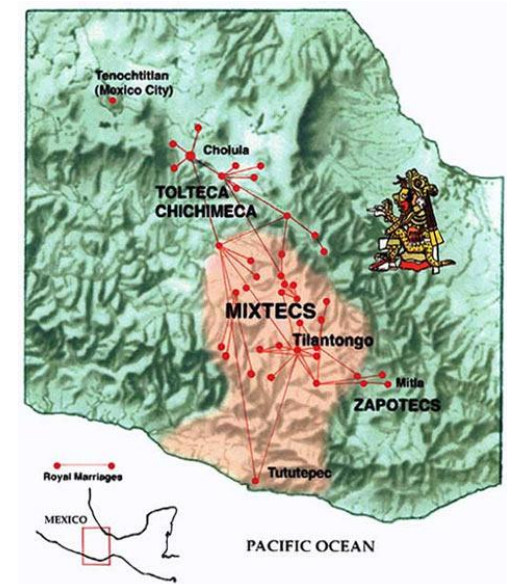 Tenochtitlan
(Mexico City)
Cholula
TOLTECA
CHICHIMECA
MIXTECS
Tilantongo
Mitla
ZAPOTECS
Tututepec
Royal Marriages
MEXICO
PACIFIC OCEAN